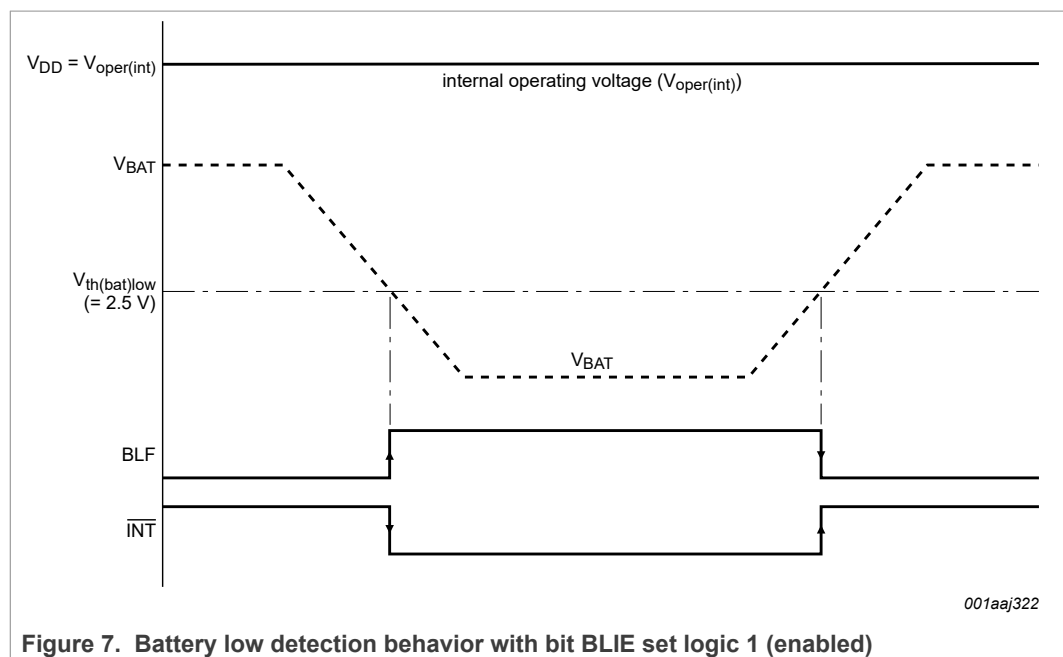 VDD = Voper(int)
internal operating voltage (Voper(int))
VBAT
Vth(bat)low
(= 2.5 V)
VBAT
BLF
INT
001aaj322
Figure 7. Battery low detection behavior with bit BLIE set logic 1 (enabled)